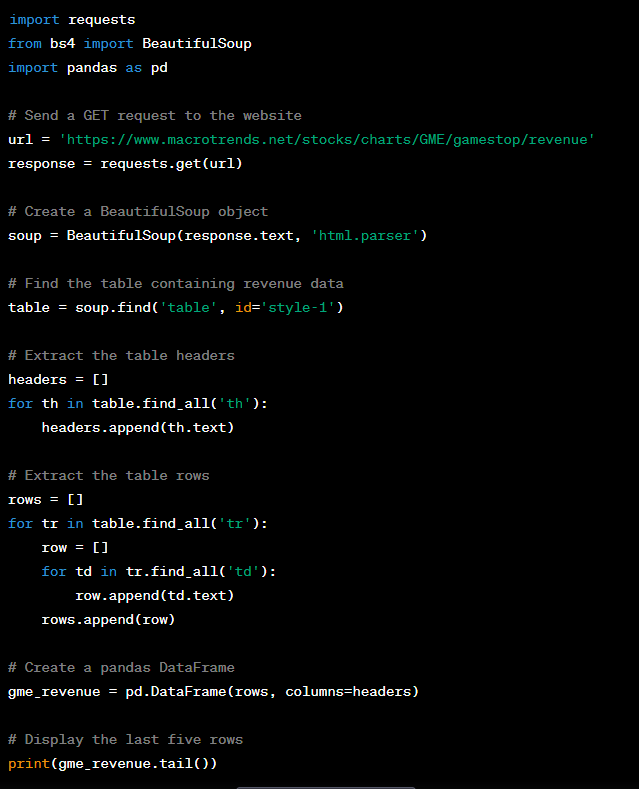 import requests
from bs4 import BeautifulSoup
import pandas as pd
# Send a GET request to the website
url = 'https://www.macrotrends.net/stocks/charts/GME/gamestop/revenue'
response = requests.get(url)
# Create a BeautifulSoup object
soup = BeautifulSoup(response.text, 'html.parser')
# Find the table containing revenue data
table = soup.find('table', id='style-1')
# Extract the table headers
headers = []
for th in table.find_all('th'):
    headers.append(th.text)
# Extract the table rows
rows = []
for tr in table.find_all('tr'):
    row = []
    for td in tr.find_all('td'):
        row.append(td.text)
    rows.append(row)
# Create a pandas DataFrame
gme_revenue = pd.DataFrame(rows, columns=headers)
# Display the last five rows
print(gme_revenue.tail())